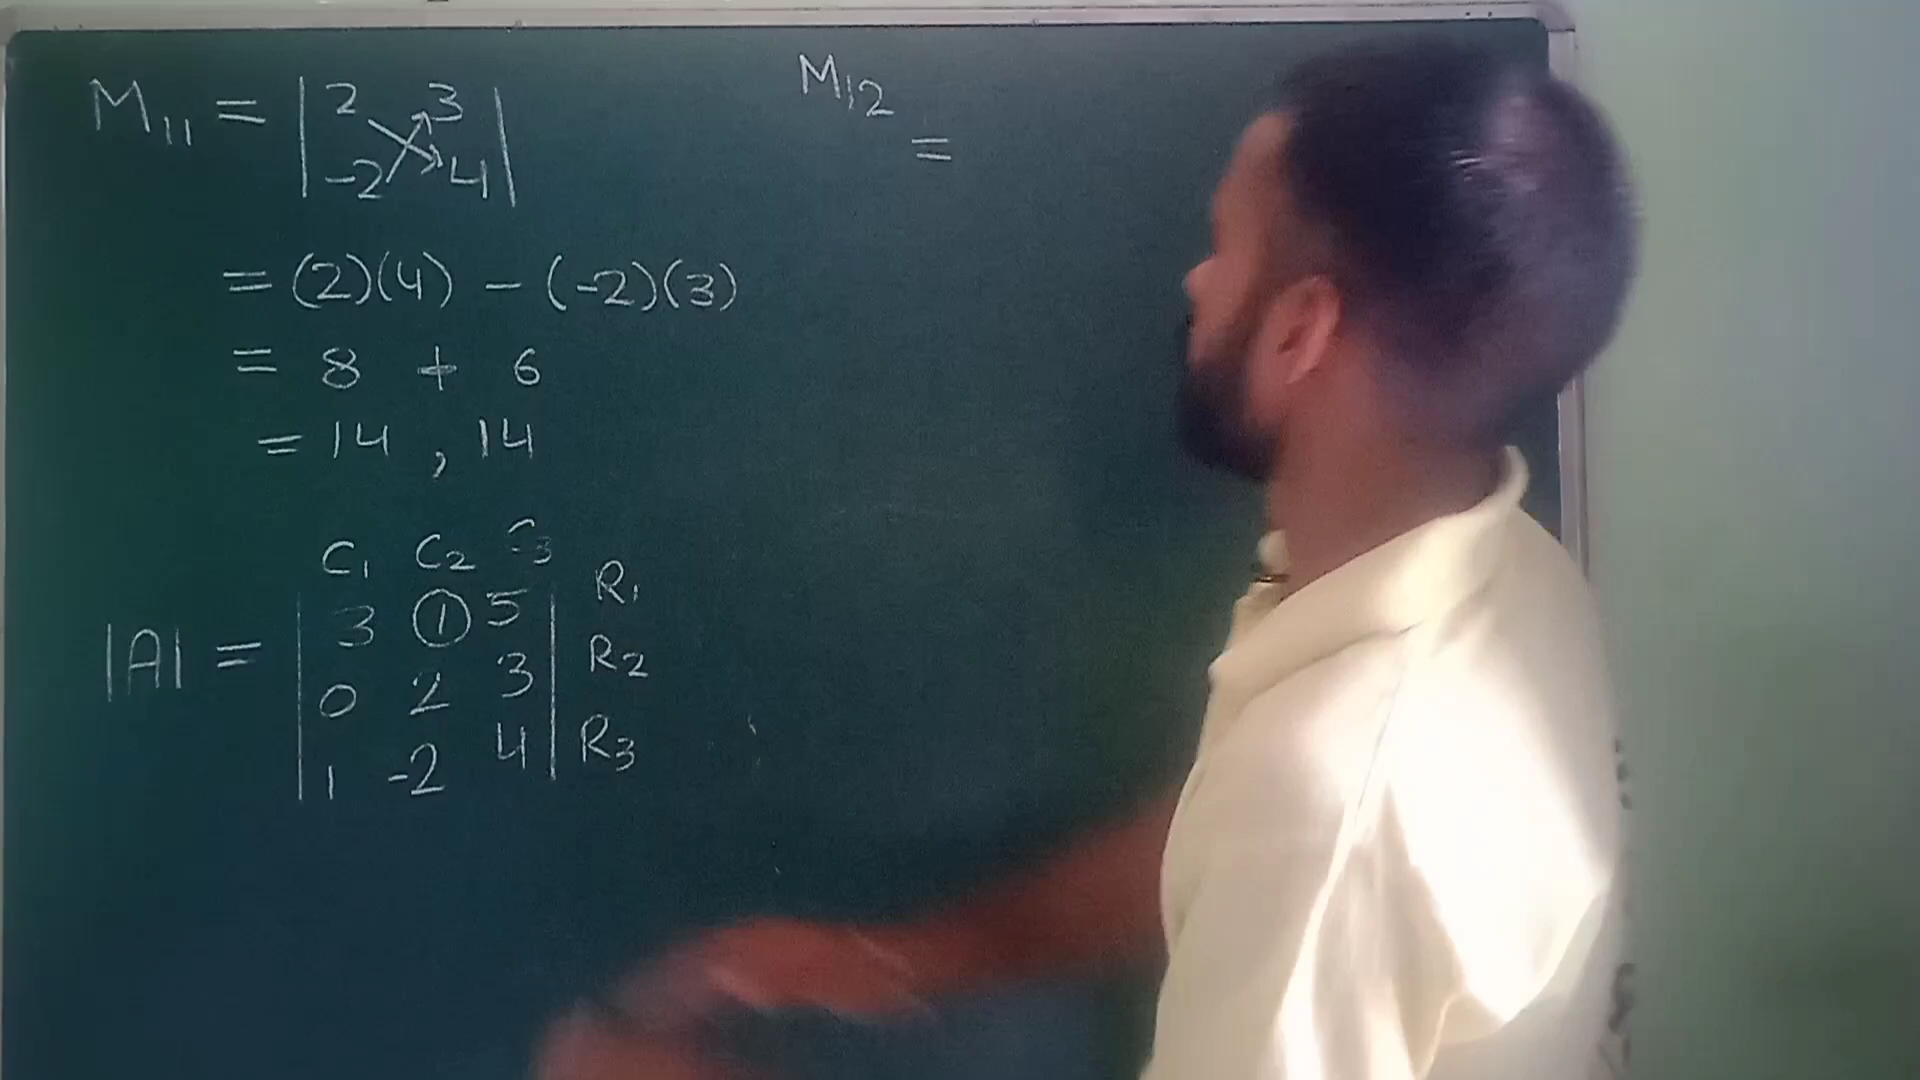 M₁₁ = | 2 3 |
| -2 4 |
= (2)(4) - (-2)(3)
= 8 + 6
= 14 , 14
M₁₂ =
C₁ C₂ C₃
|A| = | 3 1 5 | R₁
| 0 2 3 | R₂
| 1 -2 4 | R₃